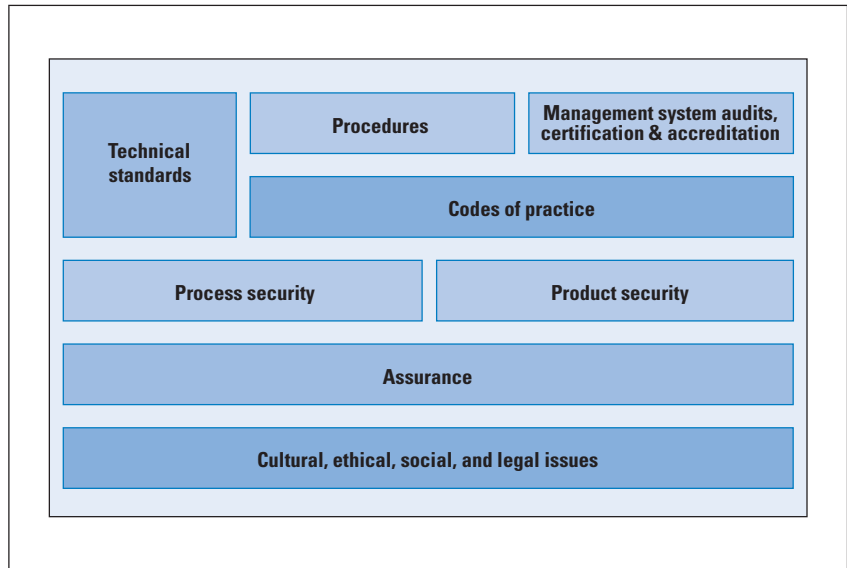 Technical
standards
Procedures
Management system audits,
certification & accreditation
Codes of practice
Process security
Product security
Assurance
Cultural, ethical, social, and legal issues